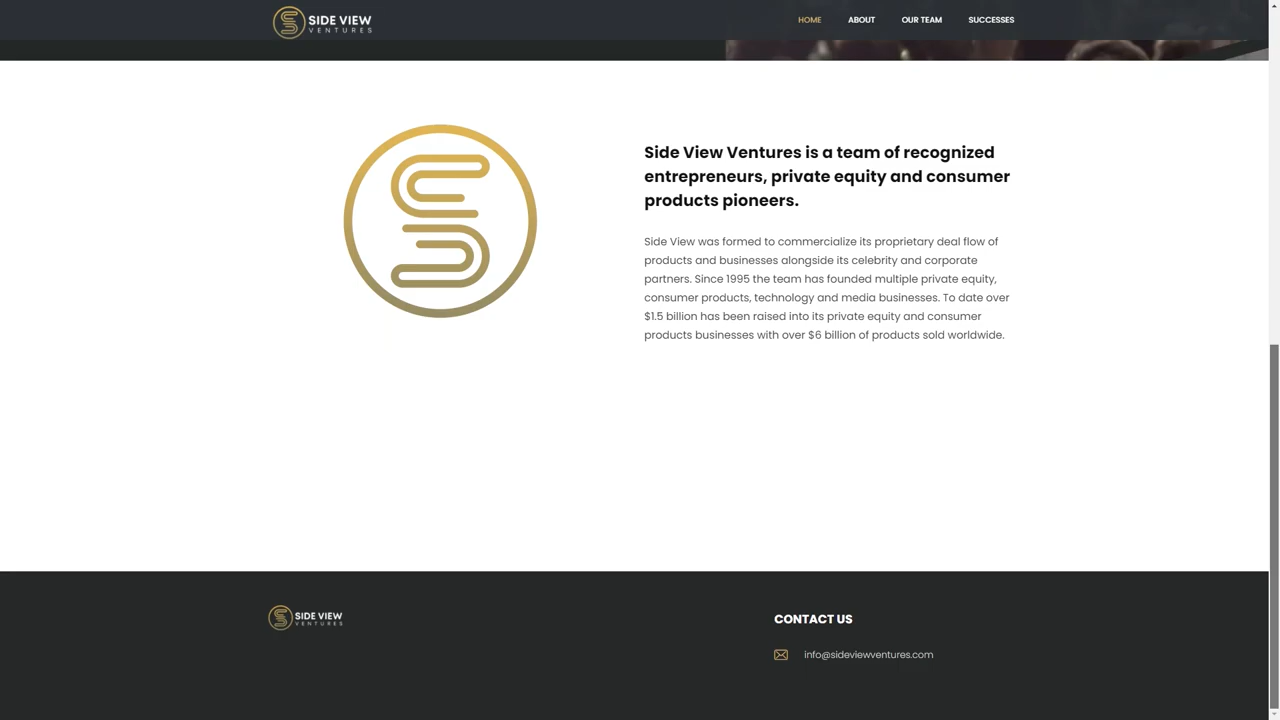 SIDE VIEW
VENTURES
HOME ABOUT OUR TEAM SUCCESSES
Side View Ventures is a team of recognized
entrepreneurs, private equity and consumer
products pioneers.
Side View was formed to commercialize its proprietary deal flow of
products and businesses alongside its celebrity and corporate
partners. Since 1995 the team has founded multiple private equity,
consumer products, technology and media businesses. To date over
$1.5 billion has been raised into its private equity and consumer
products businesses with over $6 billion of products sold worldwide.
SIDE VIEW
VENTURES
CONTACT US
info@sideviewventures.com